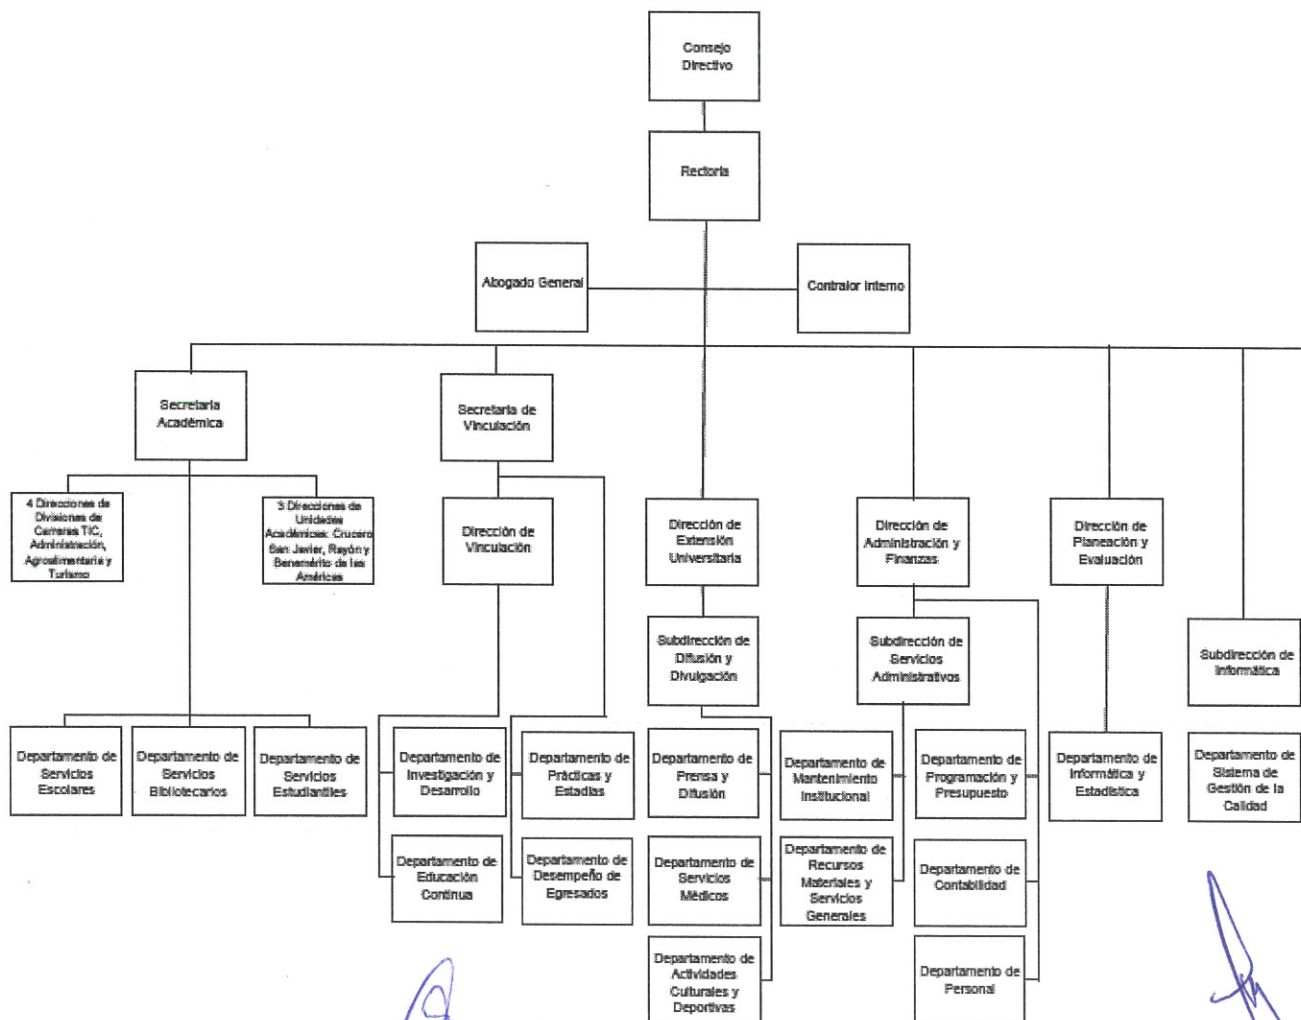 Consejo
Directivo
Rectoría
Abogado General
Contralor Interno
Secretaría
Académica
Secretaría de
Vinculación
4 Direcciones de
Divisiones de
Carreras TIC,
Administración,
Agroalimentaria y
Turismo
3 Direcciones de
Unidades
Académicas: Crucero
San Javier, Rayón y
Benemérito de las
Américas
Dirección de
Vinculación
Dirección de
Extensión
Universitaria
Dirección de
Administración y
Finanzas
Dirección de
Planeación y
Evaluación
Subdirección de
Difusión y
Divulgación
Subdirección de
Servicios
Administrativos
Subdirección de
Informática
Departamento de
Servicios
Escolares
Departamento de
Servicios
Bibliotecarios
Departamento de
Servicios
Estudiantiles
Departamento de
Investigación y
Desarrollo
Departamento de
Prácticas y
Estadías
Departamento de
Prensa y
Difusión
Departamento de
Mantenimiento
Institucional
Departamento de
Programación y
Presupuesto
Departamento de
Informática y
Estadística
Departamento de
Sistema de
Gestión de la
Calidad
Departamento de
Educación
Continua
Departamento de
Desempeño de
Egresados
Departamento de
Servicios
Médicos
Departamento de
Recursos
Materiales y
Servicios
Generales
Departamento de
Contabilidad
Departamento de
Actividades
Culturales y
Deportivas
Departamento de
Personal